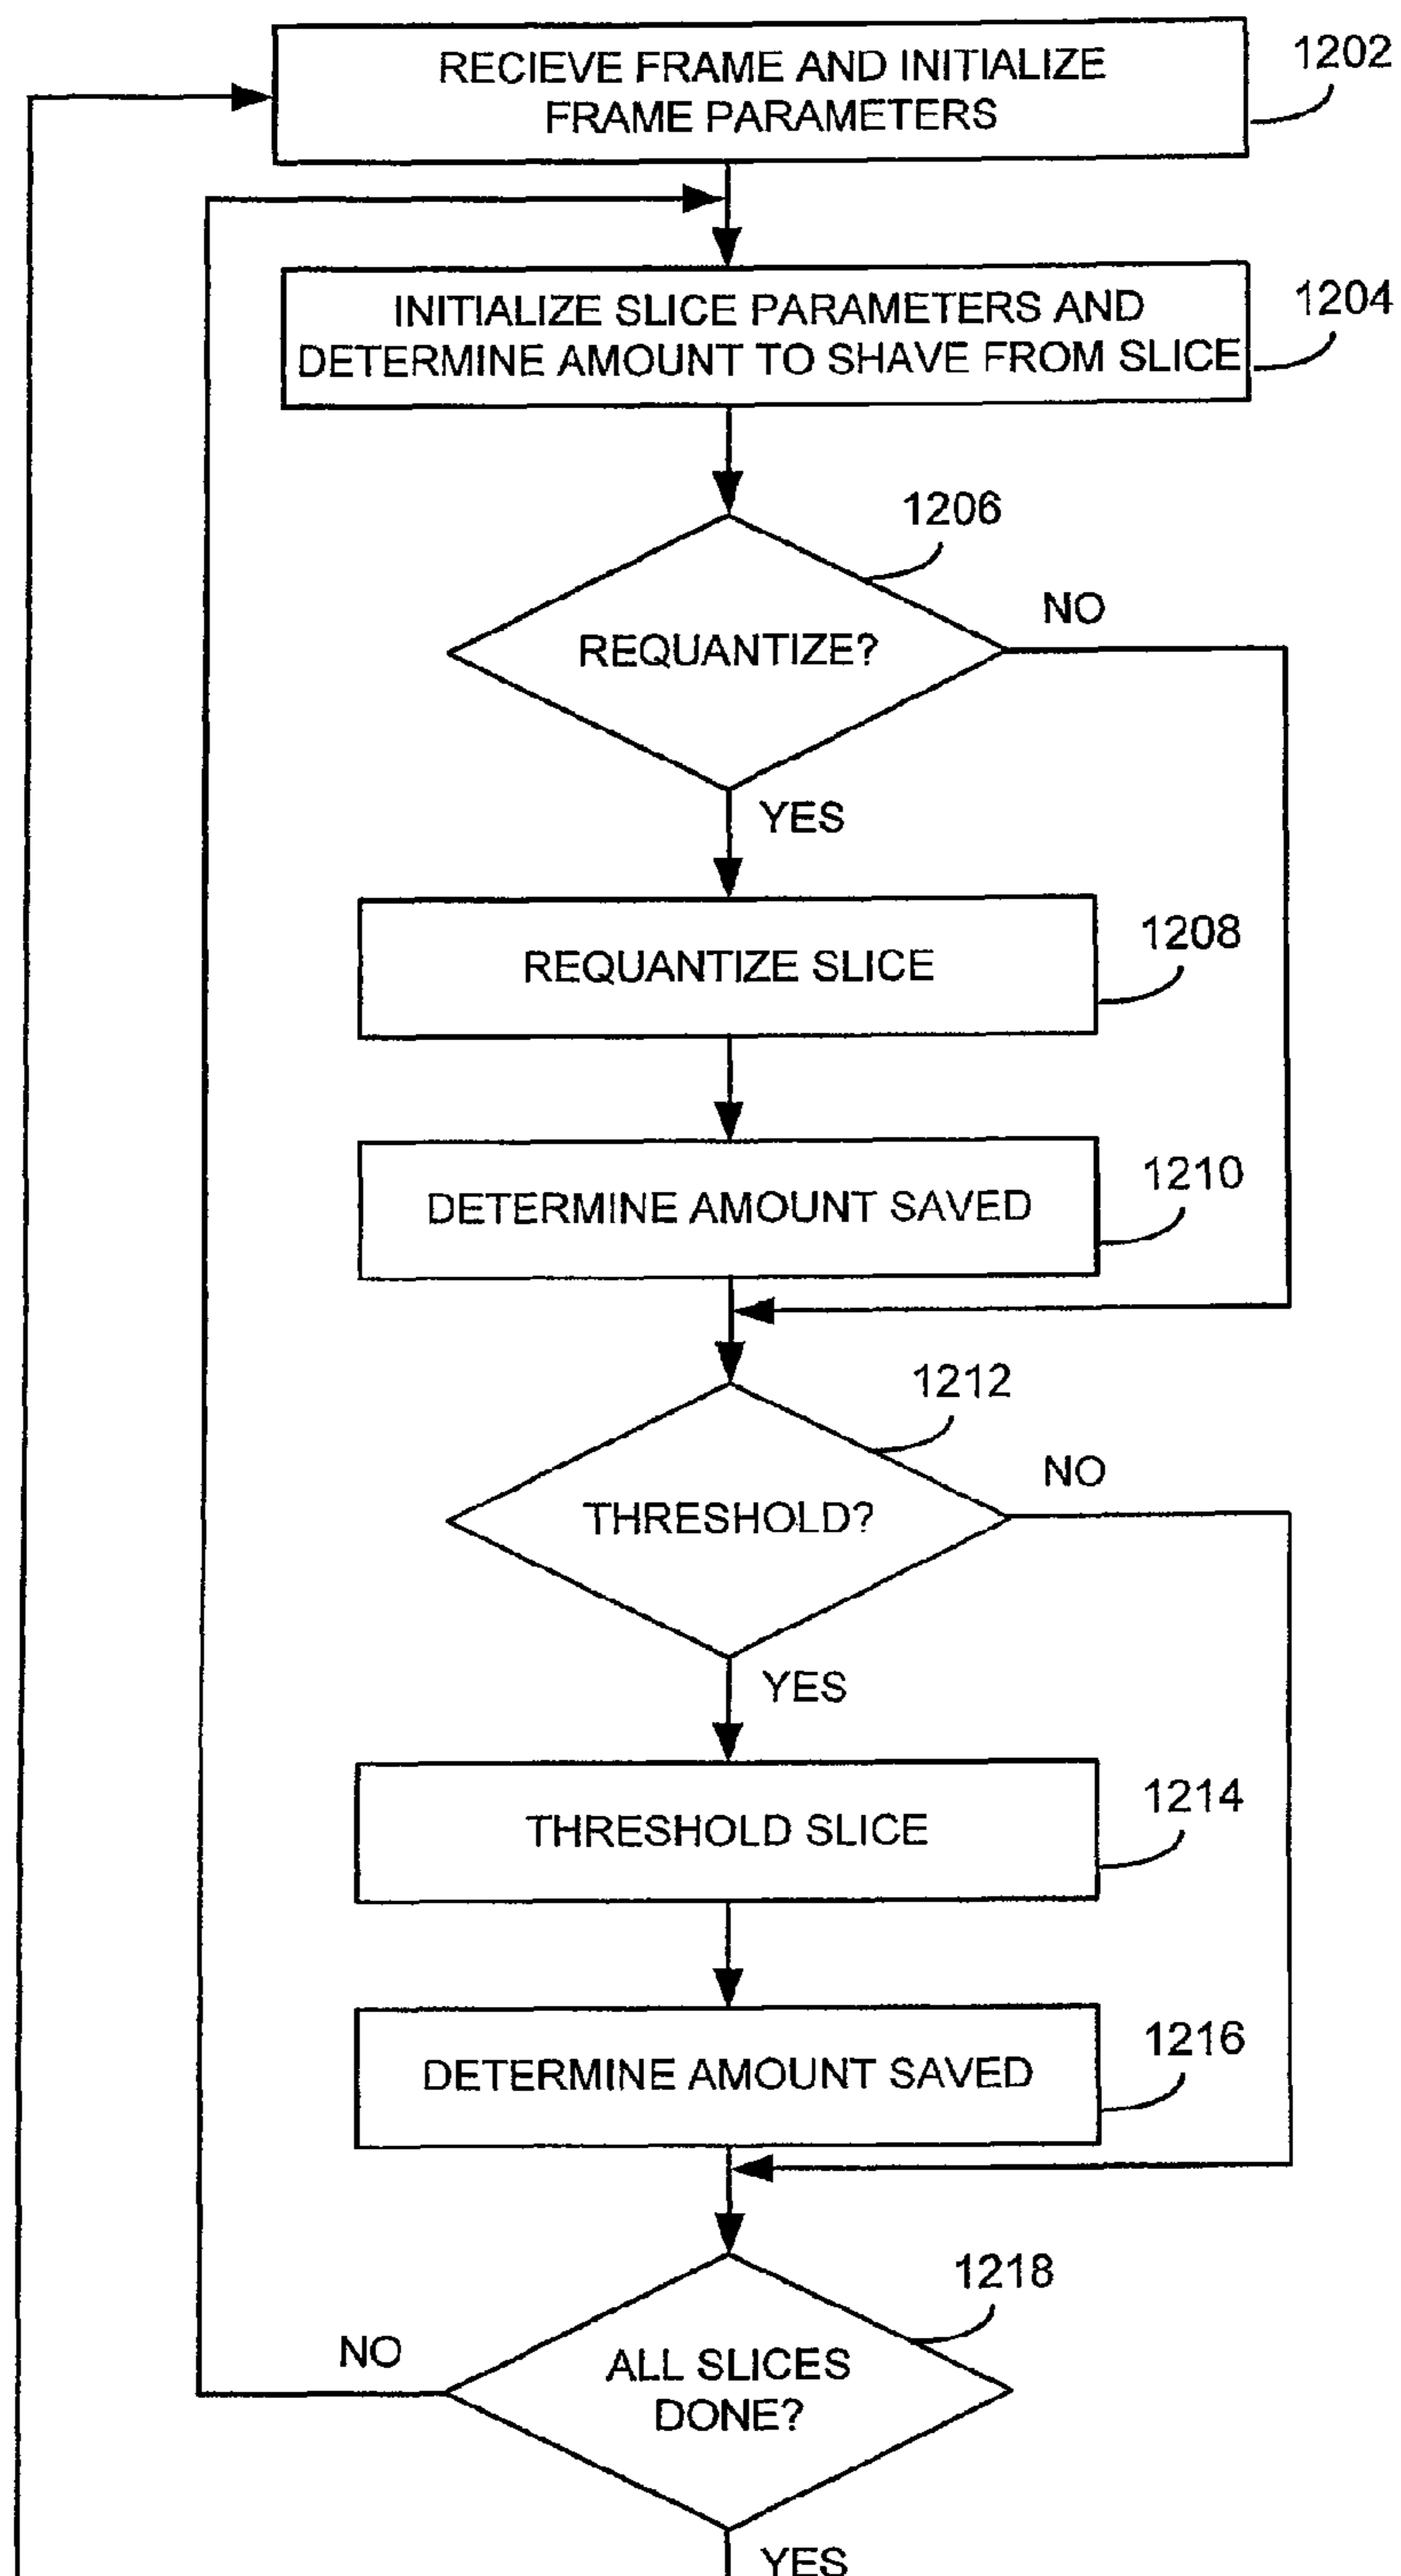 RECIEVE FRAME AND INITIALIZE
FRAME PARAMETERS
1202
INITIALIZE SLICE PARAMETERS AND
DETERMINE AMOUNT TO SHAVE FROM SLICE
1204
1206
REQUANTIZE?
NO
YES
REQUANTIZE SLICE
1208
DETERMINE AMOUNT SAVED
1210
1212
THRESHOLD?
NO
YES
THRESHOLD SLICE
1214
DETERMINE AMOUNT SAVED
1216
1218
NO
ALL SLICES
DONE?
YES